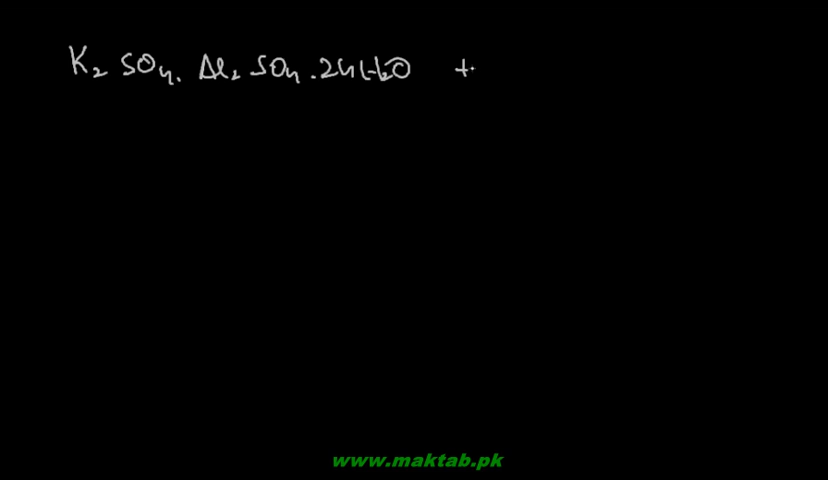 K₂ SO₄. Al₂ SO₄ .24H₂O +
www.maktab.pk